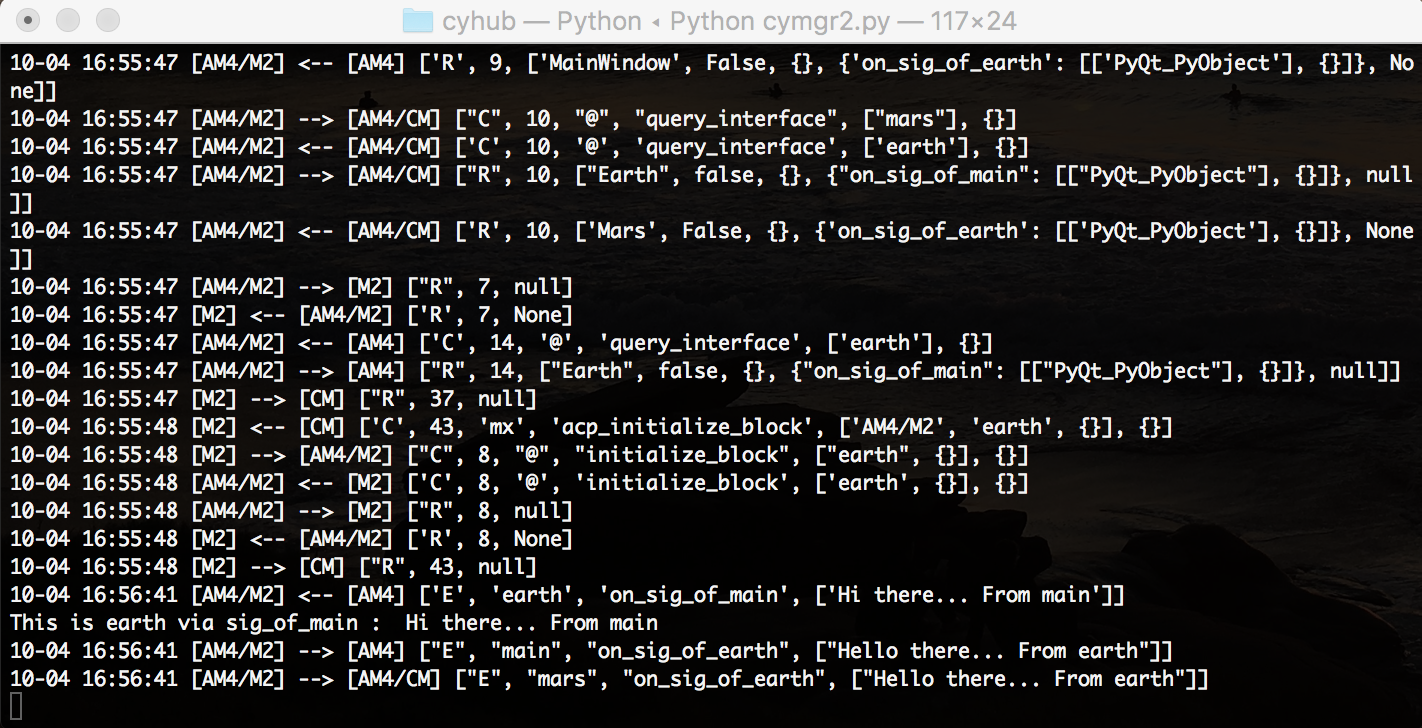 cyhub — Python ◂ Python cymgr2.py — 117×24
10-04 16:55:47 [AM4/M2] <-- [AM4] ['R', 9, ['MainWindow', False, {}, {'on_sig_of_earth': [['PyQt_PyObject'], {}]}, No
ne]]
10-04 16:55:47 [AM4/M2] --> [AM4/CM] ["C", 10, "@", "query_interface", ["mars"], {}]
10-04 16:55:47 [AM4/M2] <-- [AM4/CM] ['C', 10, '@', 'query_interface', ['earth'], {}]
10-04 16:55:47 [AM4/M2] --> [AM4/CM] ["R", 10, ["Earth", false, {}, {"on_sig_of_main": [["PyQt_PyObject"], {}]}, null
]]
10-04 16:55:47 [AM4/M2] <-- [AM4/CM] ['R', 10, ['Mars', False, {}, {'on_sig_of_earth': [['PyQt_PyObject'], {}]}, None
]]
10-04 16:55:47 [AM4/M2] --> [M2] ["R", 7, null]
10-04 16:55:47 [M2] <-- [AM4/M2] ['R', 7, None]
10-04 16:55:47 [AM4/M2] <-- [AM4] ['C', 14, '@', 'query_interface', ['earth'], {}]
10-04 16:55:47 [AM4/M2] --> [AM4] ["R", 14, ["Earth", false, {}, {"on_sig_of_main": [["PyQt_PyObject"], {}]}, null]]
10-04 16:55:47 [M2] --> [CM] ["R", 37, null]
10-04 16:55:48 [M2] <-- [CM] ['C', 43, 'mx', 'acp_initialize_block', ['AM4/M2', 'earth', {}], {}]
10-04 16:55:48 [M2] --> [AM4/M2] ["C", 8, "@", "initialize_block", ["earth", {}], {}]
10-04 16:55:48 [AM4/M2] <-- [M2] ['C', 8, '@', 'initialize_block', ['earth', {}], {}]
10-04 16:55:48 [AM4/M2] --> [M2] ["R", 8, null]
10-04 16:55:48 [M2] <-- [AM4/M2] ['R', 8, None]
10-04 16:55:48 [M2] --> [CM] ["R", 43, null]
10-04 16:56:41 [AM4/M2] <-- [AM4] ['E', 'earth', 'on_sig_of_main', ['Hi there... From main']]
This is earth via sig_of_main :  Hi there... From main
10-04 16:56:41 [AM4/M2] --> [AM4] ["E", "main", "on_sig_of_earth", ["Hello there... From earth"]]
10-04 16:56:41 [AM4/M2] --> [AM4/CM] ["E", "mars", "on_sig_of_earth", ["Hello there... From earth"]]